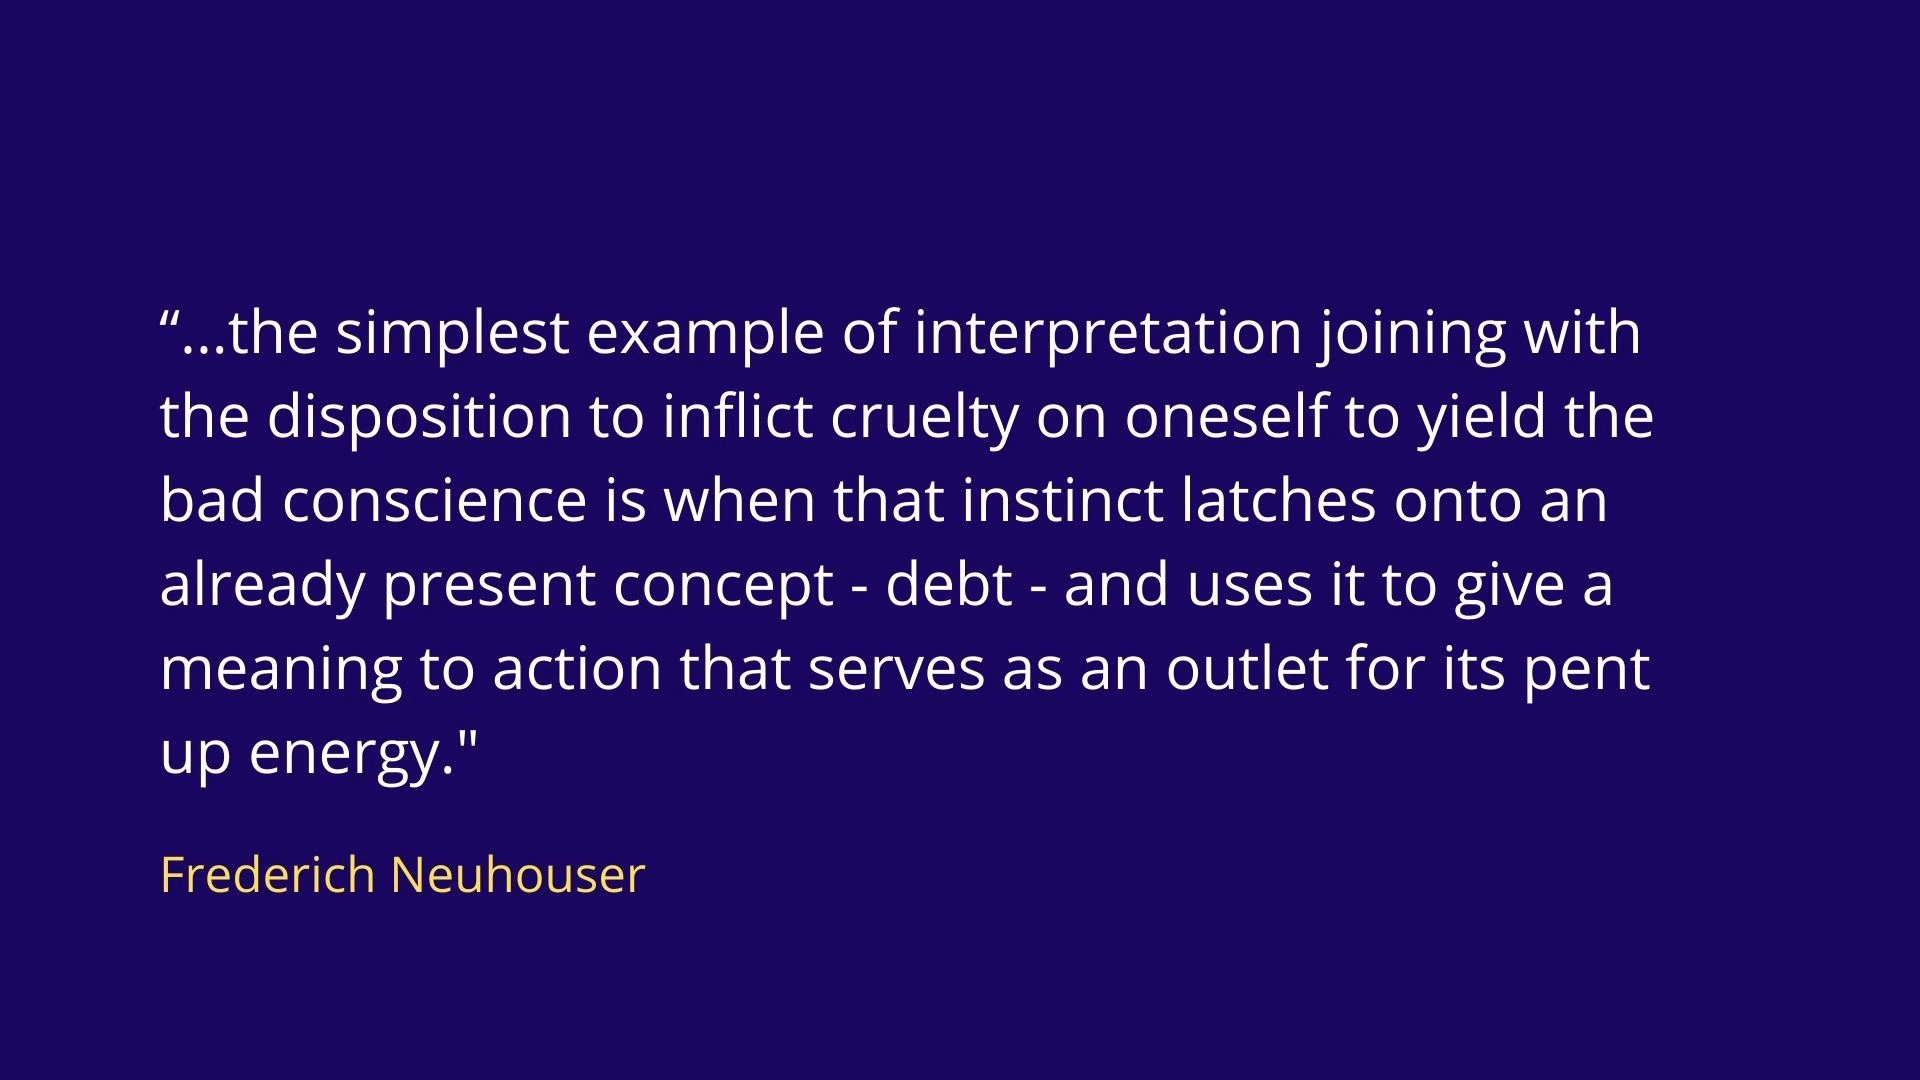 “...the simplest example of interpretation joining with
the disposition to inflict cruelty on oneself to yield the
bad conscience is when that instinct latches onto an
already present concept - debt - and uses it to give a
meaning to action that serves as an outlet for its pent
up energy."
Frederich Neuhouser